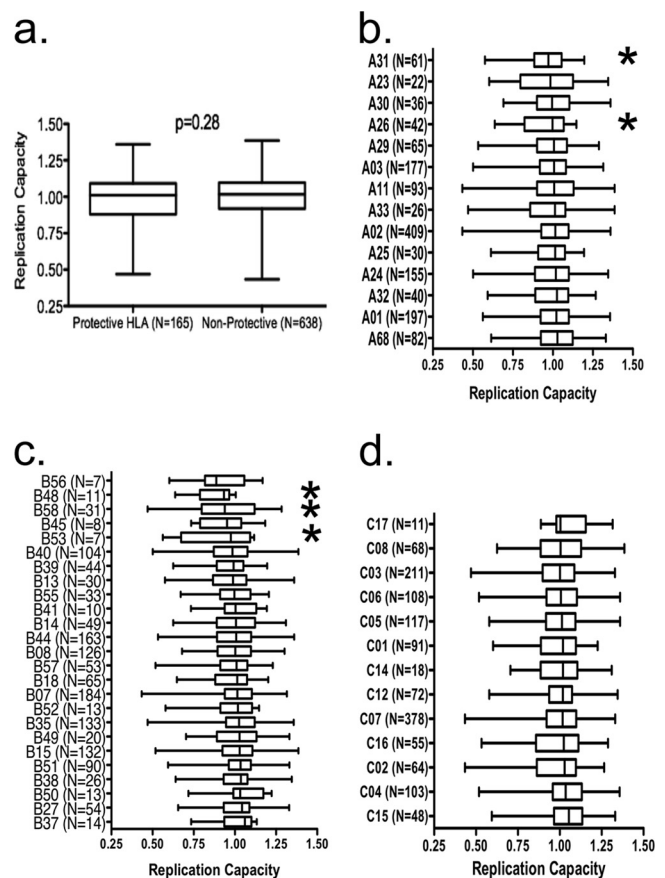 a.
p=0.28
Replication Capacity
1.50
1.25
1.00
0.75
0.50
0.25
Protective HLA (N=165)
Non-Protective (N=638)
b.
A31 (N=61)
*
A23 (N=22)
A30 (N=36)
A26 (N=42)
*
A29 (N=65)
A03 (N=177)
A11 (N=93)
A33 (N=26)
A02 (N=409)
A25 (N=30)
A24 (N=155)
A32 (N=40)
A01 (N=197)
A68 (N=82)
0.25 0.50 0.75 1.00 1.25 1.50
Replication Capacity
c.
B56 (N=7)
B48 (N=11)
*
B58 (N=31)
*
B45 (N=8)
B53 (N=7)
*
B40 (N=104)
B39 (N=44)
B13 (N=30)
B55 (N=33)
B41 (N=10)
B14 (N=49)
B44 (N=163)
B08 (N=126)
B57 (N=53)
B18 (N=65)
B07 (N=184)
B52 (N=13)
B35 (N=133)
B49 (N=20)
B15 (N=132)
B51 (N=90)
B38 (N=26)
B50 (N=13)
B27 (N=54)
B37 (N=14)
0.25 0.50 0.75 1.00 1.25 1.50
Replication Capacity
d.
C17 (N=11)
C08 (N=68)
C03 (N=211)
C06 (N=108)
C05 (N=117)
C01 (N=91)
C14 (N=18)
C12 (N=72)
C07 (N=378)
C16 (N=55)
C02 (N=64)
C04 (N=103)
C15 (N=48)
0.25 0.50 0.75 1.00 1.25 1.50
Replication Capacity